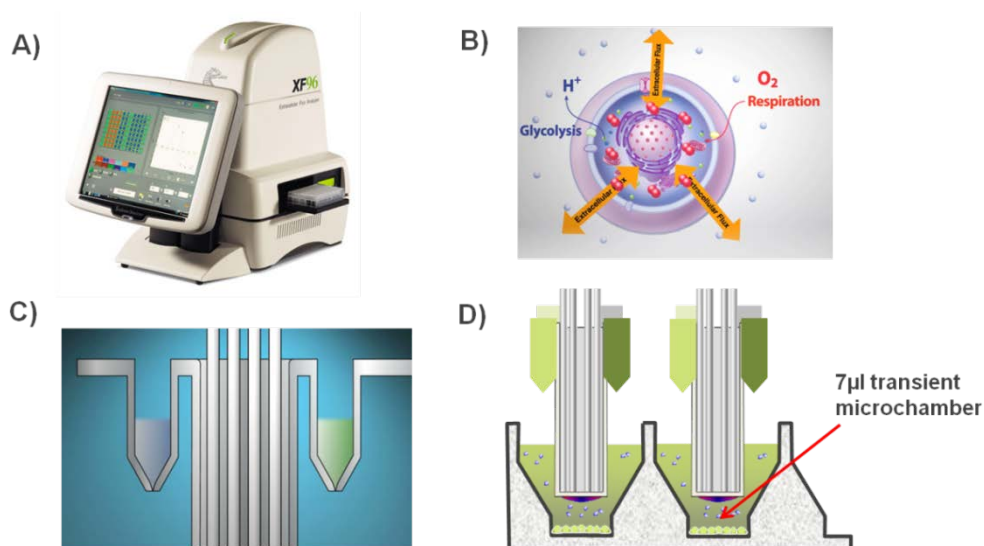 A)
XF96
Extracellular Flux Analyzer
B)
Extracellular Flux
H+
Glycolysis
O2
Respiration
Extracellular Flux
Extracellular Flux
C)
D)
7µl transient
microchamber